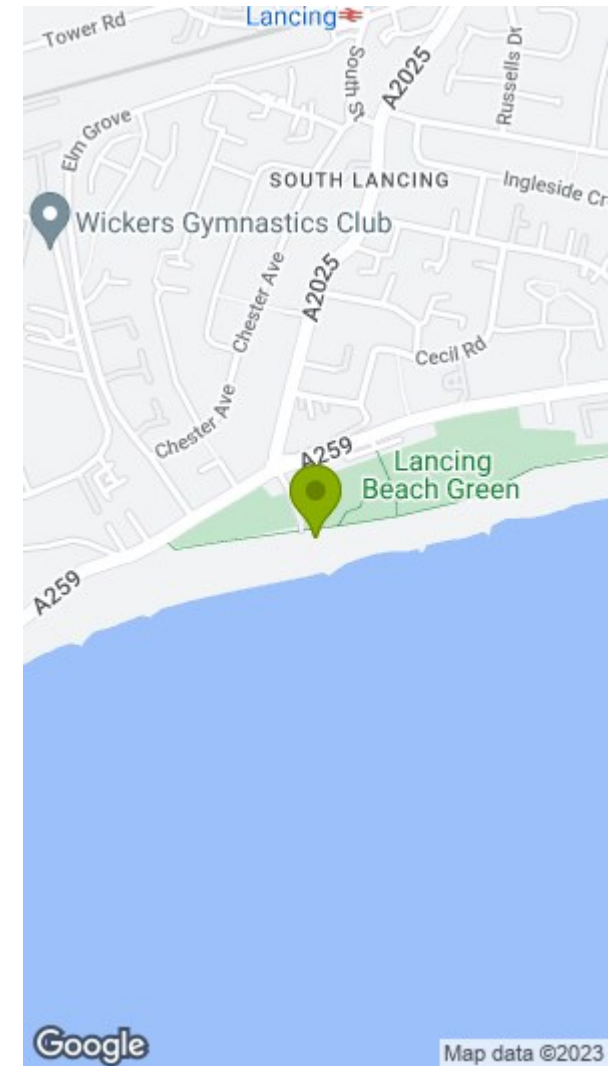 Tower Rd
Lancing
South St
A2025
Russells Dr
Elm Grove
SOUTH LANCING
Ingleside Cr
Wickers Gymnastics Club
Chester Ave
A2025
Cecil Rd
Chester Ave
A259
Lancing
Beach Green
A259
Google
Map data ©2023